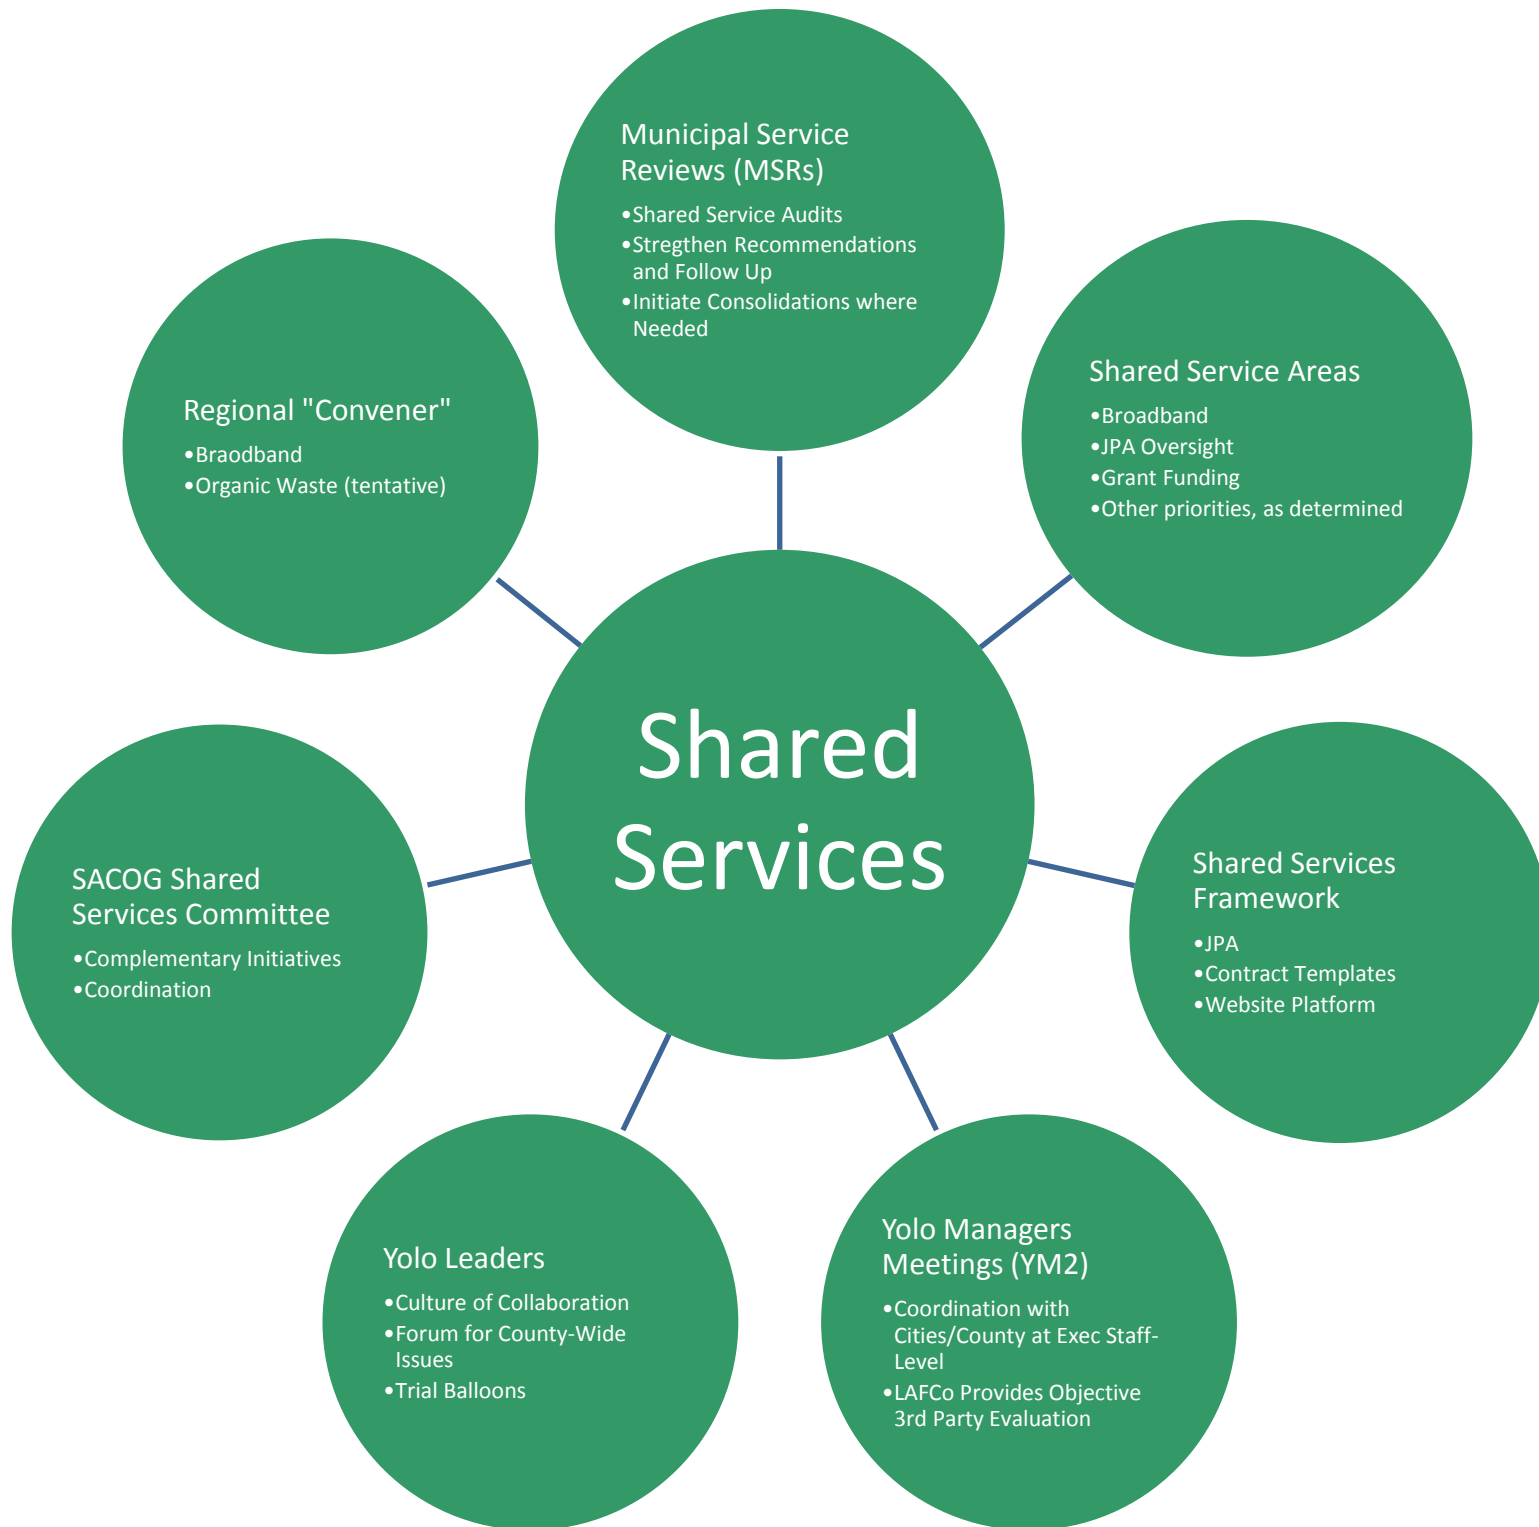 Municipal Service
Reviews (MSRs)
•Shared Service Audits
•Stregthen Recommendations
and Follow Up
•Initiate Consolidations where
Needed
Shared Service Areas
•Broadband
•JPA Oversight
•Grant Funding
•Other priorities, as determined
Regional "Convener"
•Braodband
•Organic Waste (tentative)
Shared
Services
SACOG Shared
Services Committee
•Complementary Initiatives
•Coordination
Shared Services
Framework
•JPA
•Contract Templates
•Website Platform
Yolo Leaders
•Culture of Collaboration
•Forum for County-Wide
Issues
•Trial Balloons
Yolo Managers
Meetings (YM2)
•Coordination with
Cities/County at Exec Staff-
Level
•LAFCo Provides Objective
3rd Party Evaluation